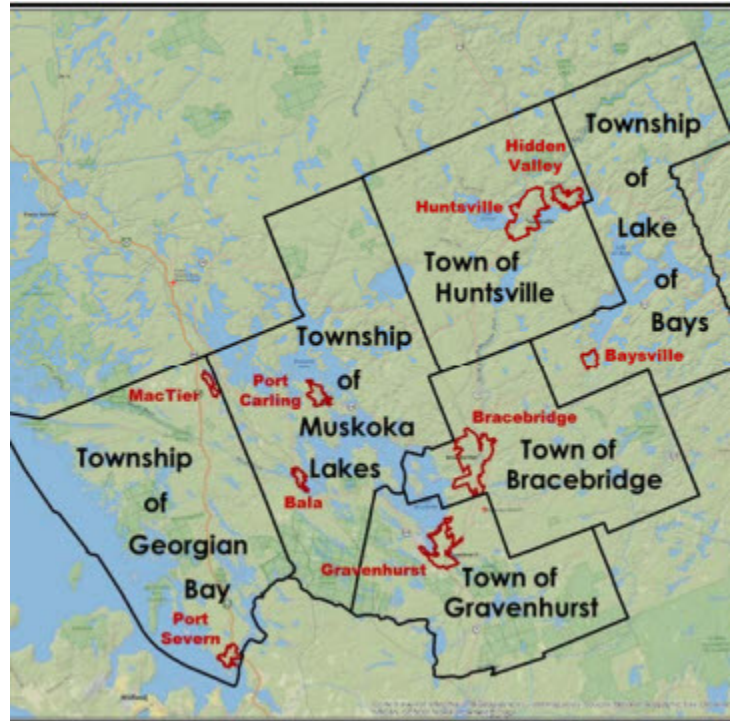 Township
of
Lake
of
Bays
Hidden
Valley
Huntsville
Town of
Huntsville
Baysville
Township
of
Muskoka
Lakes
Port
Carling
MacTier
Bala
Bracebridge
Town of
Bracebridge
Township
of
Georgian
Bay
Gravenhurst
Town of
Gravenhurst
Port
Severn
Midland